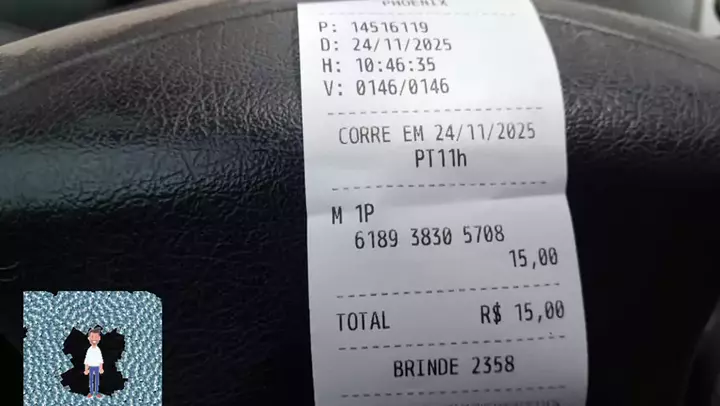 PHOENIX
P: 14516119
D: 24/11/2025
H: 10:46:35
V: 0146/0146
CORRE EM 24/11/2025
PT11h
M 1P
6189 3830 5708
15,00
TOTAL R$ 15,00
BRINDE 2358